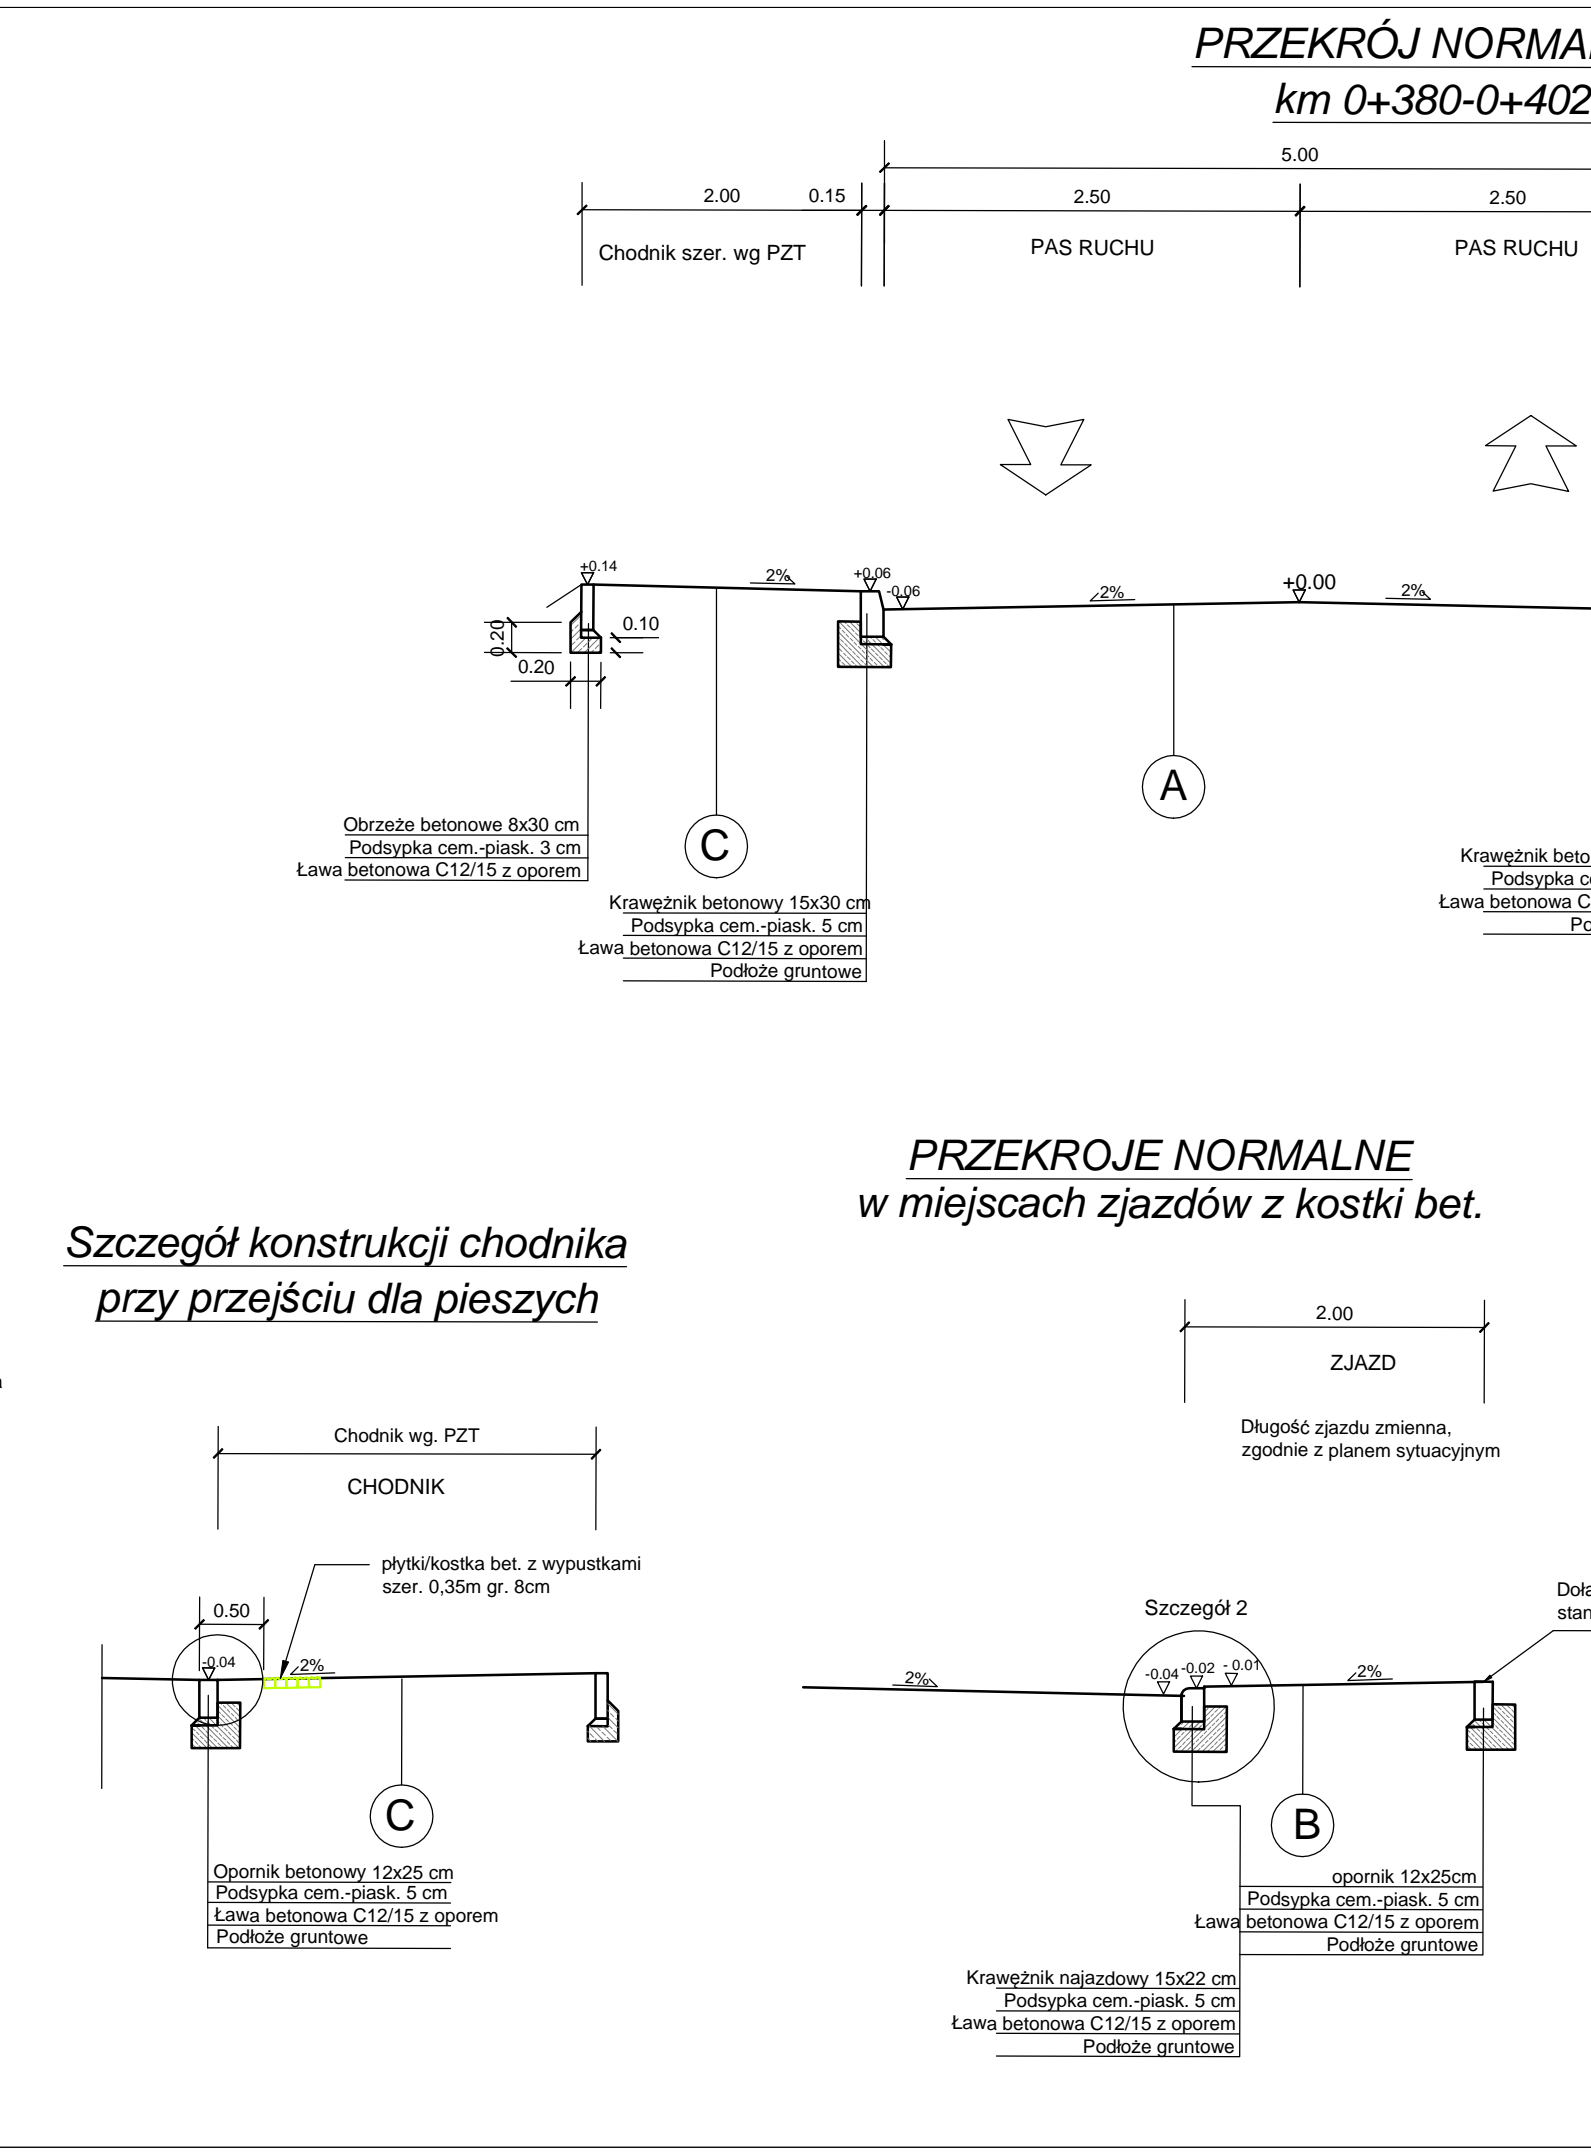 PRZEKRÓJ NORMA
km 0+380-0+402
5.00
2.00 0.15 2.50 2.50
Chodnik szer. wg PZT PAS RUCHU PAS RUCHU
+0.14 2% +0.06 -0.06 2% +0.00 2%
0.20 0.10
0.20
A
C
Obrzeże betonowe 8x30 cm
Podsypka cem.-piask. 3 cm
Ława betonowa C12/15 z oporem
Krawężnik betonowy 15x30 cm
Podsypka cem.-piask. 5 cm
Ława betonowa C12/15 z oporem
Podłoże gruntowe
Krawężnik beto
Podsypka c
Ława betonowa C
Po
PRZEKROJE NORMALNE
w miejscach zjazdów z kostki bet.
Szczegół konstrukcji chodnika
przy przejściu dla pieszych
2.00
ZJAZD
Długość zjazdu zmienna,
zgodnie z planem sytuacyjnym
Chodnik wg. PZT
CHODNIK
płytki/kostka bet. z wypustkami
szer. 0,35m gr. 8cm
0.50
-0.04 2%
C
Opornik betonowy 12x25 cm
Podsypka cem.-piask. 5 cm
Ława betonowa C12/15 z oporem
Podłoże gruntowe
Szczegół 2
Doła
stan
2% -0.04 -0.02 - 0.01 2%
B
opornik 12x25cm
Podsypka cem.-piask. 5 cm
Ława betonowa C12/15 z oporem
Podłoże gruntowe
Krawężnik najazdowy 15x22 cm
Podsypka cem.-piask. 5 cm
Ława betonowa C12/15 z oporem
Podłoże gruntowe